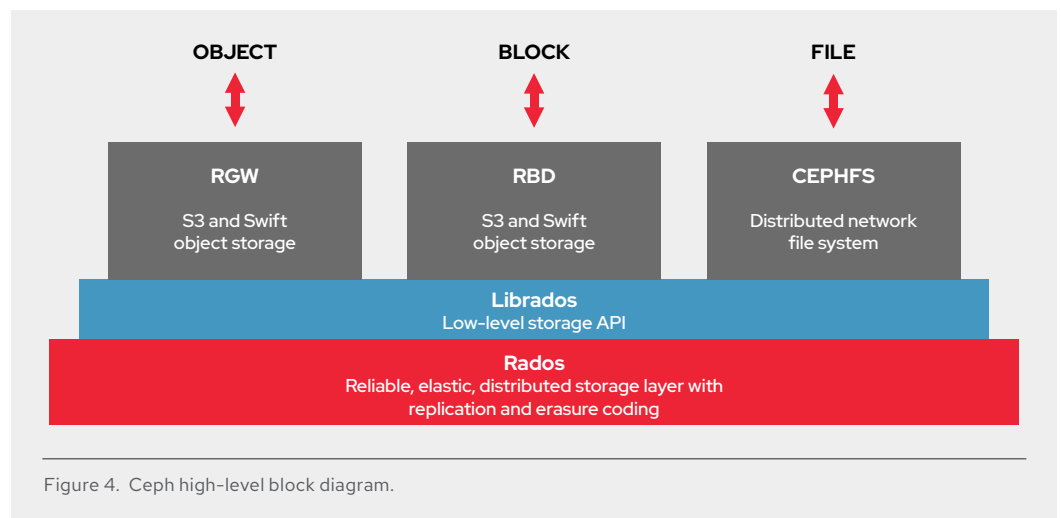 OBJECT
BLOCK
FILE
RGW
S3 and Swift
object storage
RBD
S3 and Swift
object storage
CEPHFS
Distributed network
file system
Librados
Low-level storage API
Rados
Reliable, elastic, distributed storage layer with
replication and erasure coding
Figure 4. Ceph high-level block diagram.